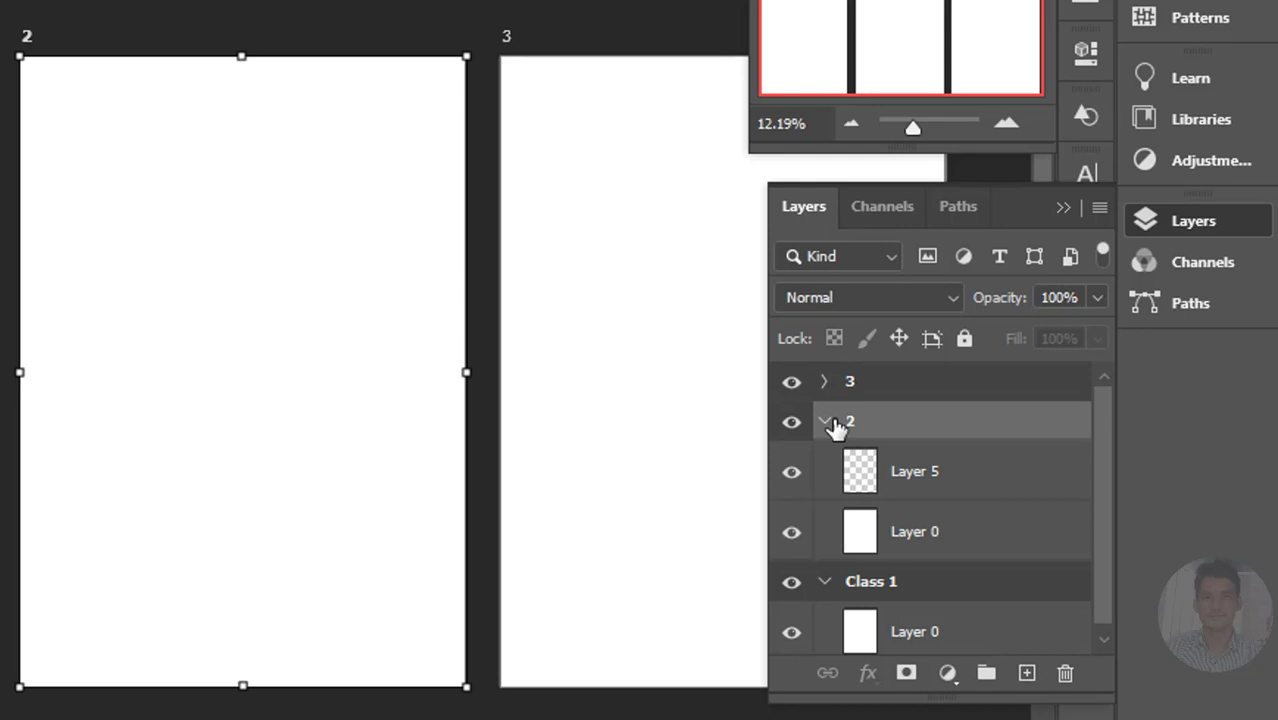 2
3
12.19%
Patterns
Learn
Libraries
Adjustme...
Layers
Channels
Paths
Layers
Channels
Paths
Kind
Normal
Opacity:
100%
Lock:
Fill:
100%
3
2
Layer 5
Layer 0
Class 1
Layer 0